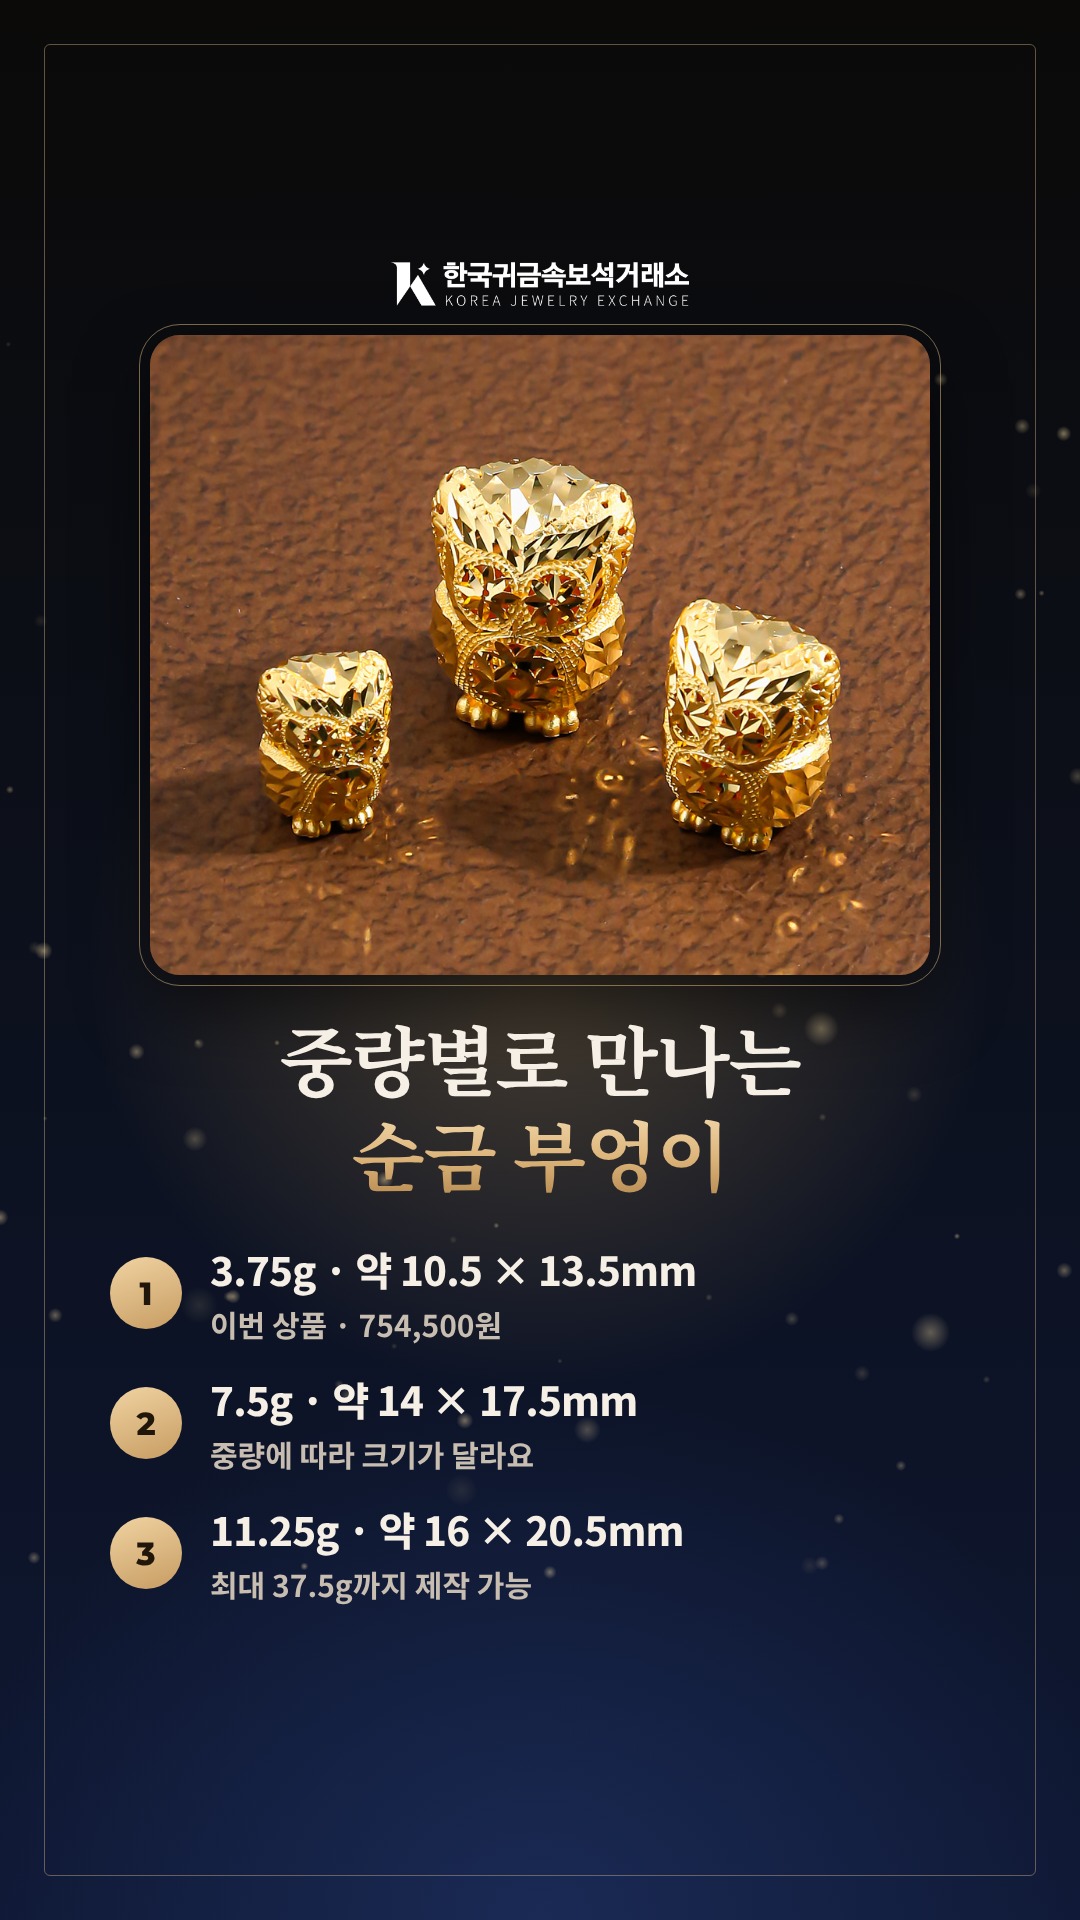 한국귀금속보석거래소
KOREA JEWELRY EXCHANGE
중량별로 만나는
순금 부엉이
1
3.75g · 약 10.5 × 13.5mm
이번 상품 · 754,500원
2
7.5g · 약 14 × 17.5mm
중량에 따라 크기가 달라요
3
11.25g · 약 16 × 20.5mm
최대 37.5g까지 제작 가능